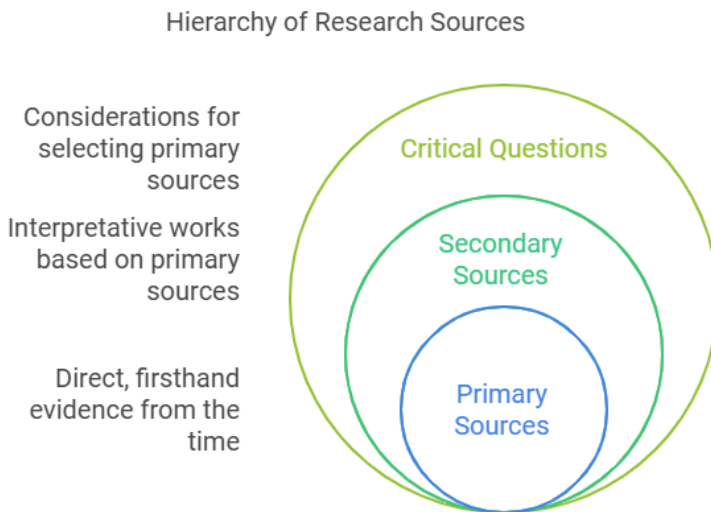 Hierarchy of Research Sources
Considerations for
selecting primary
sources
Critical Questions
Interpretative works
based on primary
sources
Secondary
Sources
Direct, firsthand
evidence from the
time
Primary
Sources